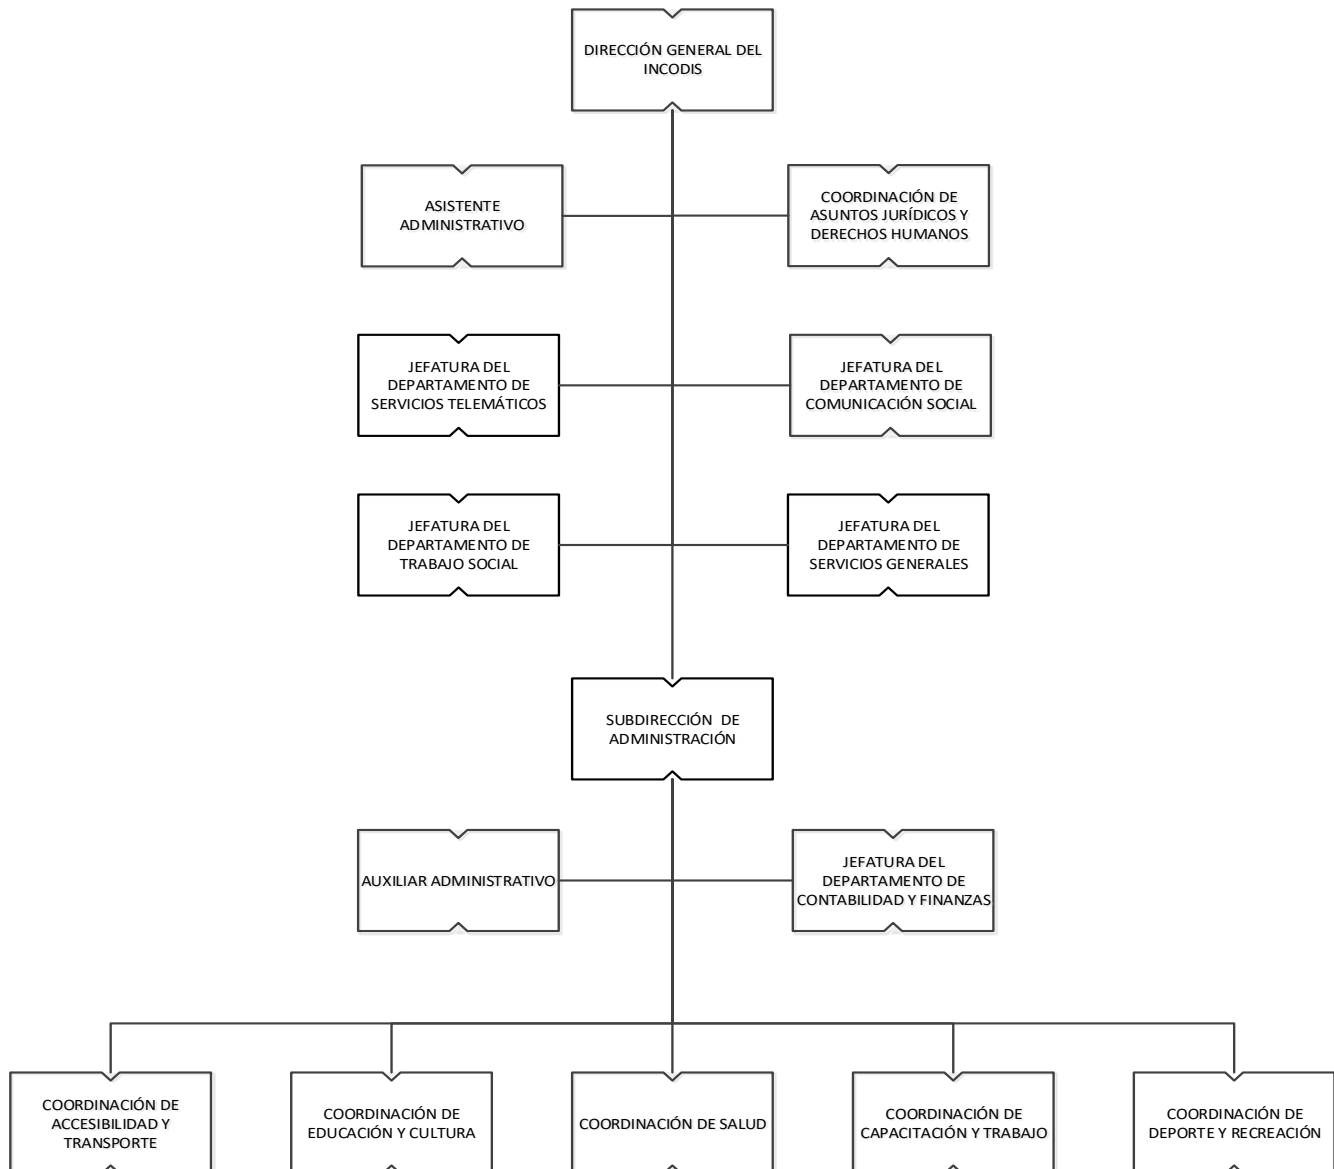 DIRECCIÓN GENERAL DEL
INCODIS
ASISTENTE
ADMINISTRATIVO
COORDINACIÓN DE
ASUNTOS JURÍDICOS Y
DERECHOS HUMANOS
JEFATURA DEL
DEPARTAMENTO DE
SERVICIOS TELEMÁTICOS
JEFATURA DEL
DEPARTAMENTO DE
COMUNICACIÓN SOCIAL
JEFATURA DEL
DEPARTAMENTO DE
TRABAJO SOCIAL
JEFATURA DEL
DEPARTAMENTO DE
SERVICIOS GENERALES
SUBDIRECCIÓN DE
ADMINISTRACIÓN
AUXILIAR ADMINISTRATIVO
JEFATURA DEL
DEPARTAMENTO DE
CONTABILIDAD Y FINANZAS
COORDINACIÓN DE
ACCESIBILIDAD Y
TRANSPORTE
COORDINACIÓN DE
EDUCACIÓN Y CULTURA
COORDINACIÓN DE SALUD
COORDINACIÓN DE
CAPACITACIÓN Y TRABAJO
COORDINACIÓN DE
DEPORTE Y RECREACIÓN